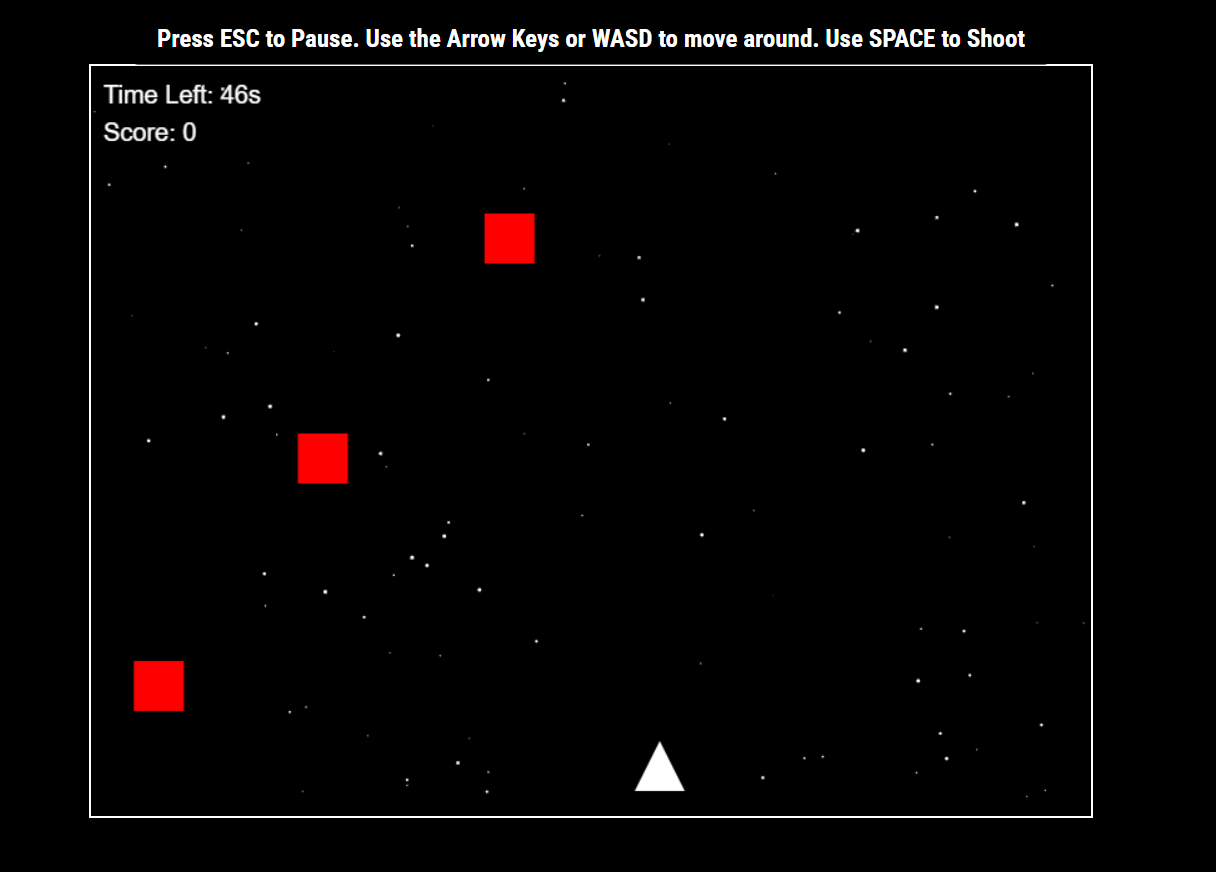 Press ESC to Pause. Use the Arrow Keys or WASD to move around. Use SPACE to Shoot
Time Left: 46s
Score: 0